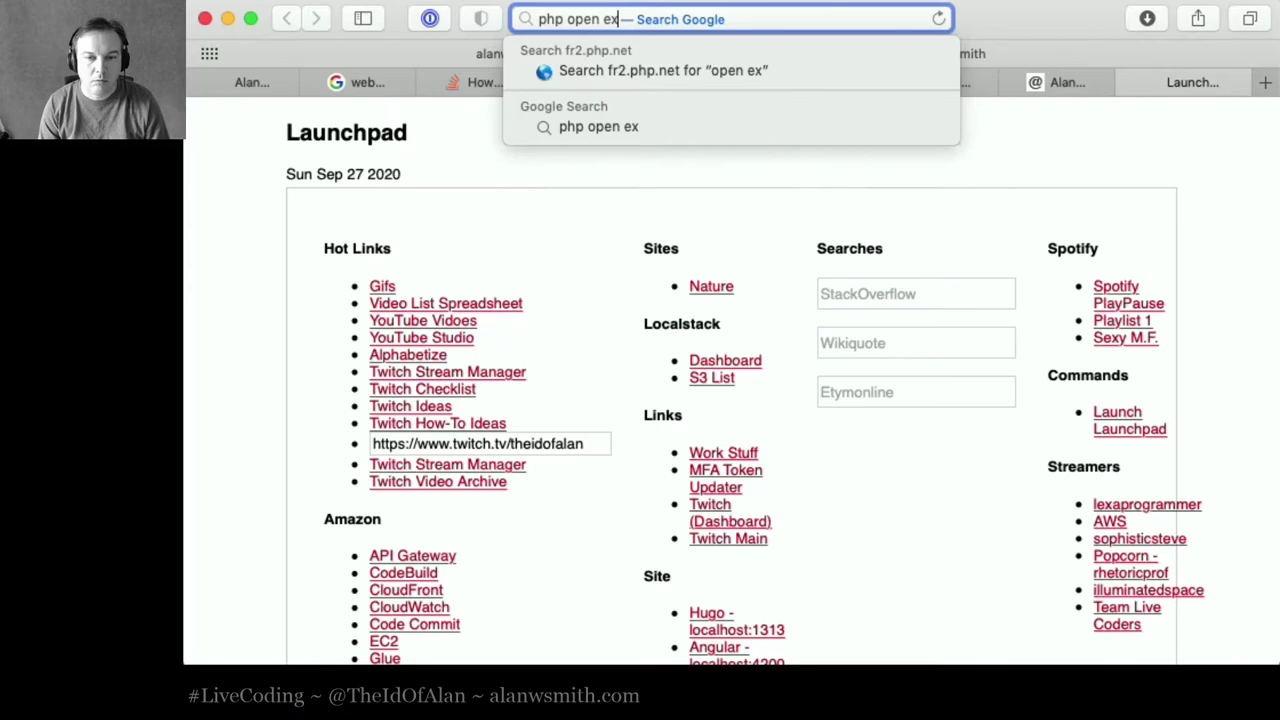 php open ex — Search Google
Search fr2.php.net
Search fr2.php.net for “open ex”
Google Search
php open ex
alanw
smith
Alan...
web...
How...
...
Alan...
Launch...
Launchpad
Sun Sep 27 2020
Hot Links
Gifs
Video List Spreadsheet
YouTube Vidoes
YouTube Studio
Alphabetize
Twitch Stream Manager
Twitch Checklist
Twitch Ideas
Twitch How-To Ideas
https://www.twitch.tv/theidofalan
Twitch Stream Manager
Twitch Video Archive
Amazon
API Gateway
CodeBuild
CloudFront
CloudWatch
Code Commit
EC2
Glue
Sites
Nature
Localstack
Dashboard
S3 List
Links
Work Stuff
MFA Token
Updater
Twitch
(Dashboard)
Twitch Main
Site
Hugo -
localhost:1313
Angular -
localhost:4200
Searches
StackOverflow
Wikiquote
Etymonline
Spotify
Spotify
PlayPause
Playlist 1
Sexy M.F.
Commands
Launch
Launchpad
Streamers
lexaprogrammer
AWS
sophisticsteve
Popcorn -
rhetoricprof
illuminatedspace
Team Live
Coders
#LiveCoding ~ @TheIdOfAlan ~ alanwsmith.com